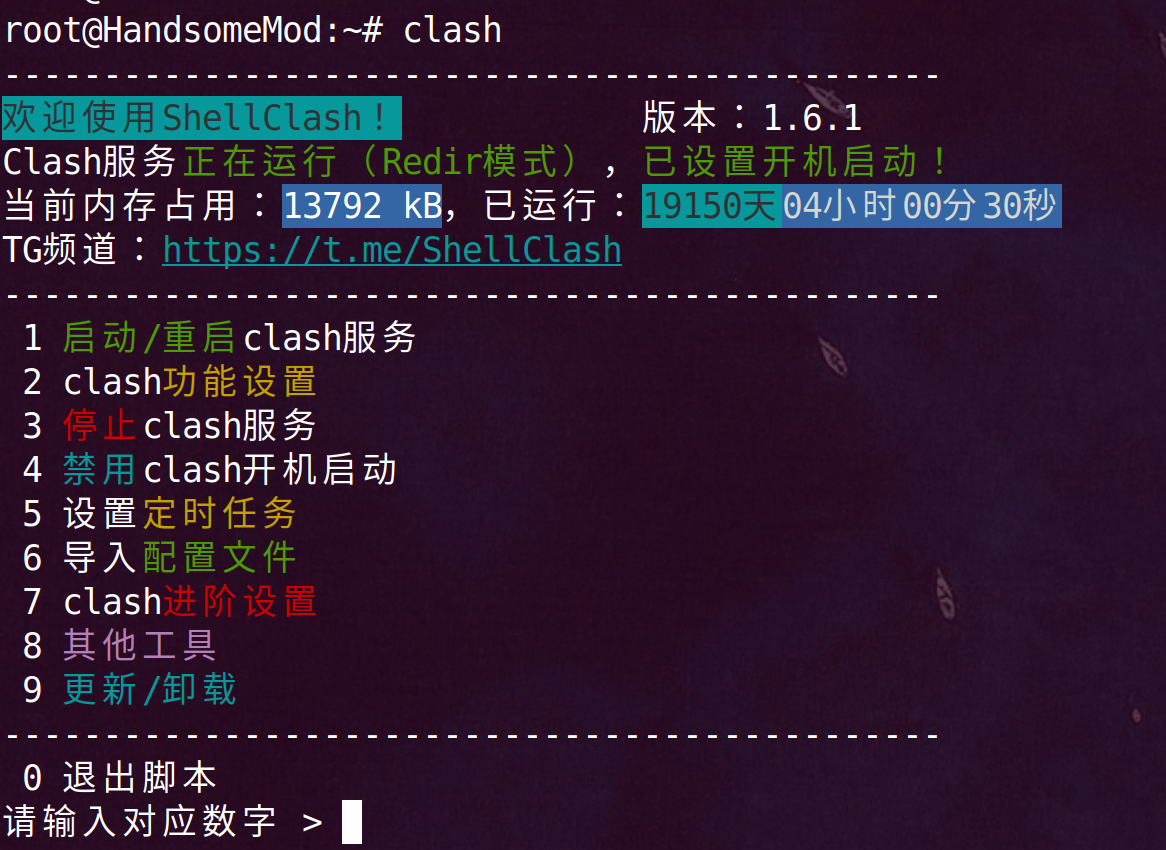 root@HandsomeMod:~# clash
-----------------------------------------------
欢迎使用ShellClash！ 版本：1.6.1
Clash服务正在运行（Redir模式），已设置开机启动！
当前内存占用：13792 kB，已运行：19150天04小时00分30秒
TG频道：https://t.me/ShellClash
-----------------------------------------------
1 启动/重启clash服务
2 clash功能设置
3 停止clash服务
4 禁用clash开机启动
5 设置定时任务
6 导入配置文件
7 clash进阶设置
8 其他工具
9 更新/卸载
-----------------------------------------------
0 退出脚本
请输入对应数字 >